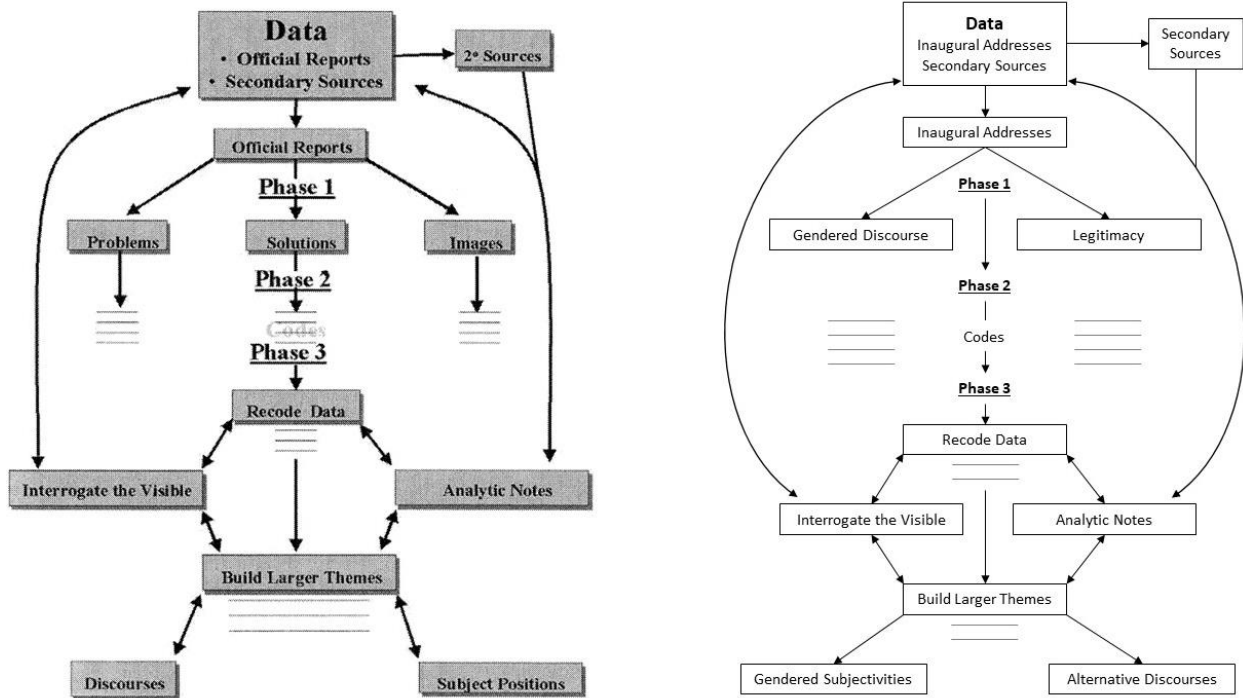 Data
• Official Reports
• Secondary Sources
2° Sources
Official Reports
Phase 1
Problems
Solutions
Images
Phase 2
Codes
Phase 3
Recode Data
Interrogate the Visible
Analytic Notes
Build Larger Themes
Discourses
Subject Positions
Data
Inaugural Addresses
Secondary Sources
Secondary
Sources
Inaugural Addresses
Phase 1
Gendered Discourse
Legitimacy
Phase 2
Codes
Phase 3
Recode Data
Interrogate the Visible
Analytic Notes
Build Larger Themes
Gendered Subjectivities
Alternative Discourses